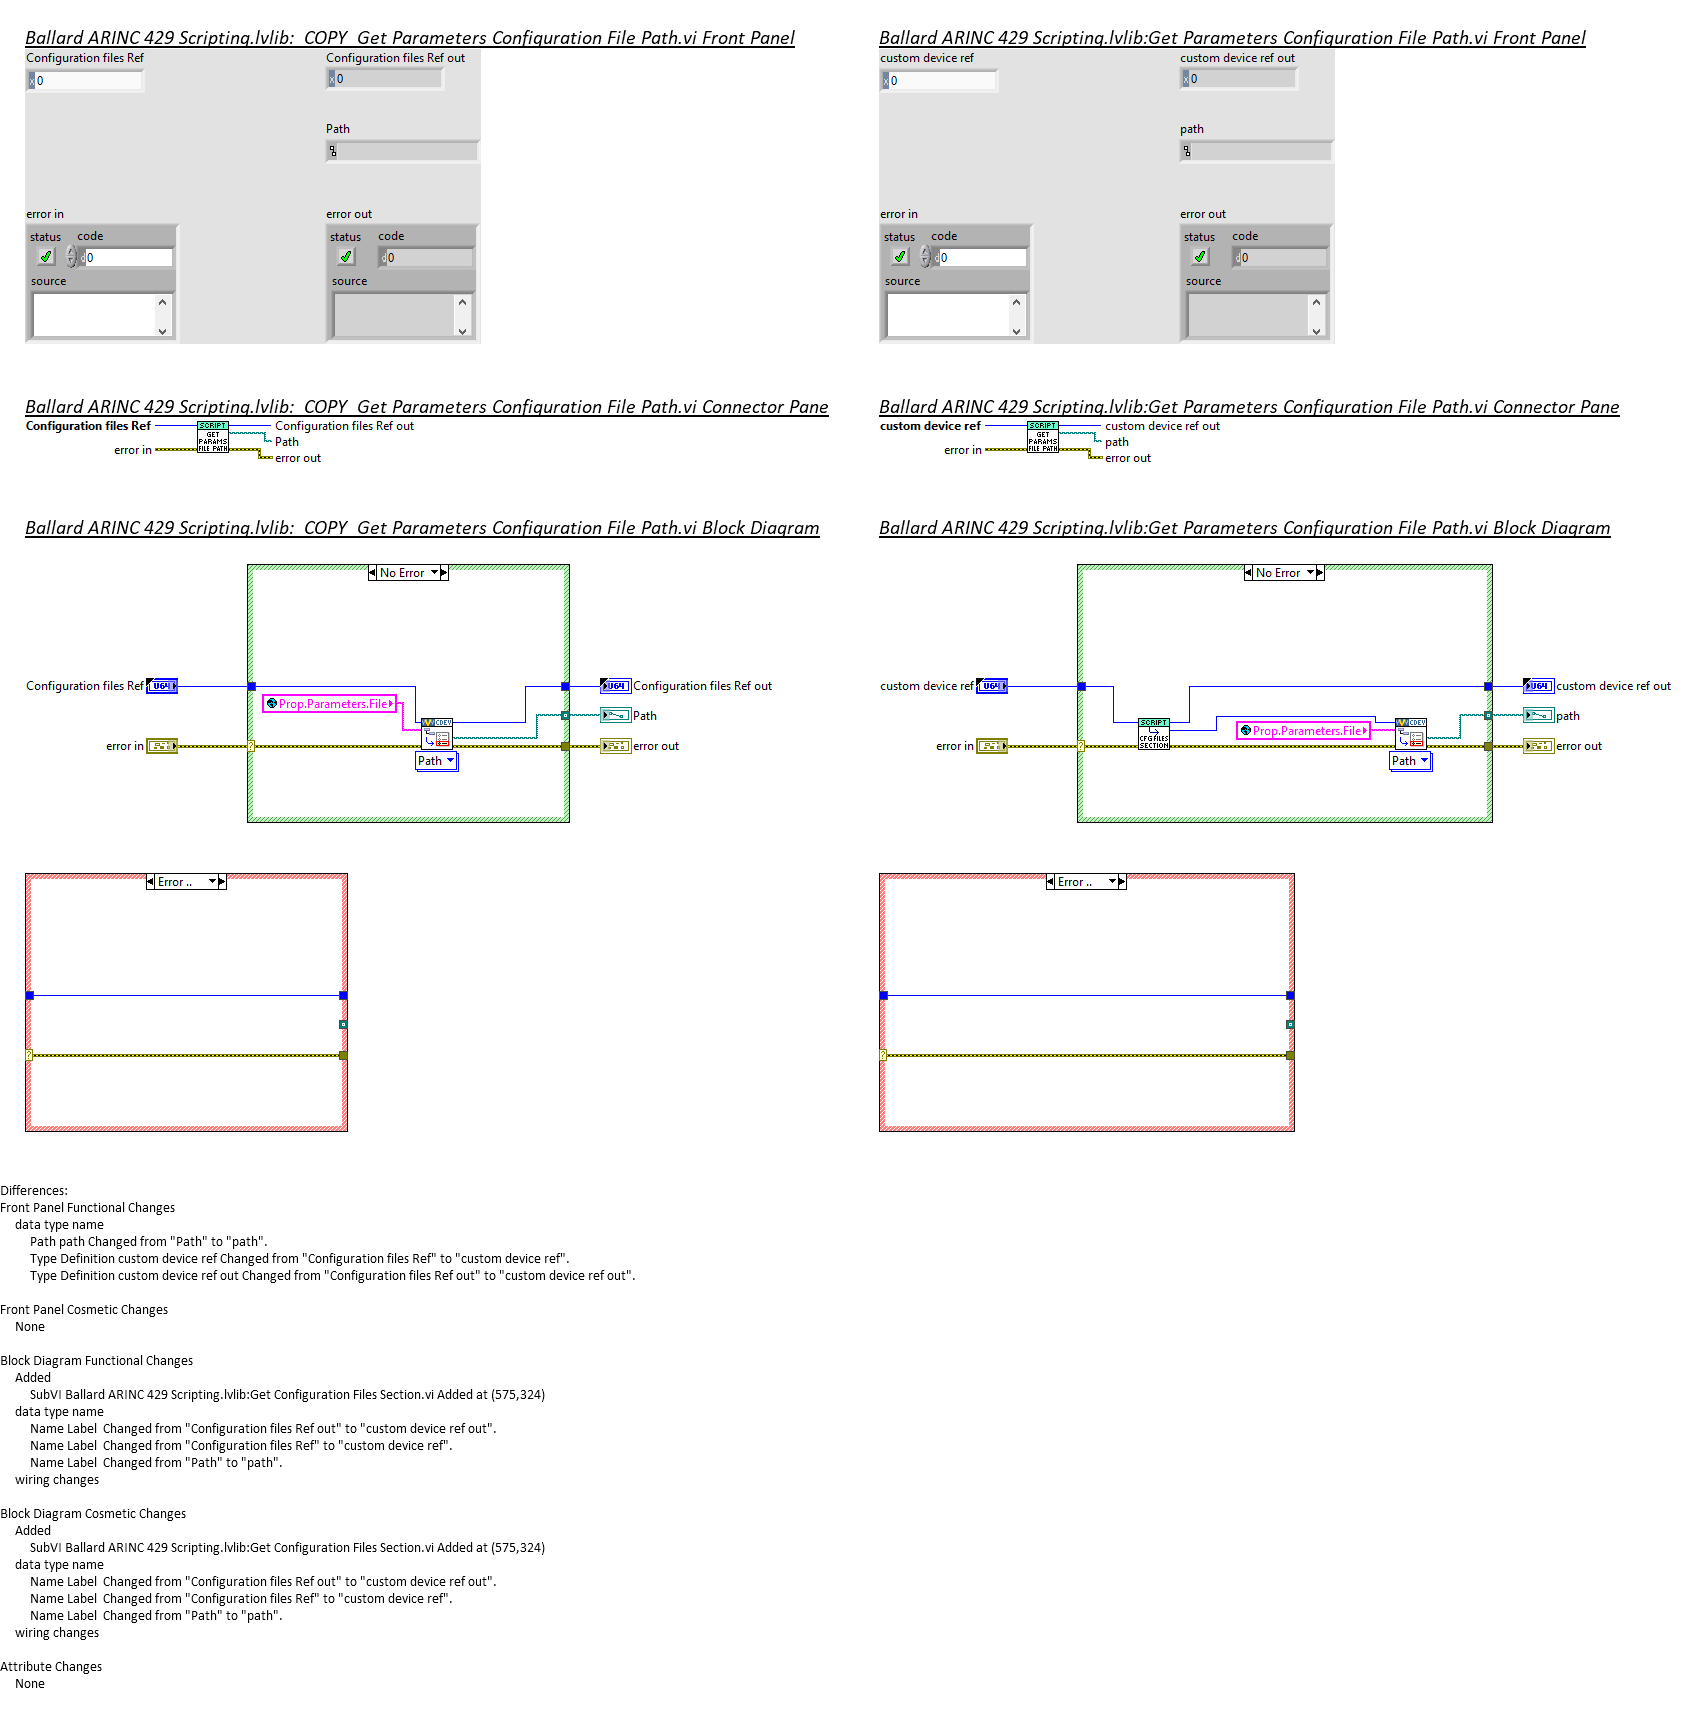 Ballard ARINC 429 Scripting.lvlib:  COPY  Get Parameters Configuration File Path.vi Front Panel
Configuration files Ref
Configuration files Ref out
x 0
x 0
Path
error in
error out
status
code
status
code
d 0
d 0
source
source
Ballard ARINC 429 Scripting.lvlib:Get Parameters Configuration File Path.vi Front Panel
custom device ref
custom device ref out
x 0
x 0
path
error in
error out
status
code
status
code
d 0
d 0
source
source
Ballard ARINC 429 Scripting.lvlib:  COPY  Get Parameters Configuration File Path.vi Connector Pane
Configuration files Ref
SCRIPT
GET
PARAMS
FILE PATH
Configuration files Ref out
Path
error in
error out
Ballard ARINC 429 Scripting.lvlib:Get Parameters Configuration File Path.vi Connector Pane
custom device ref
SCRIPT
GET
PARAMS
FILE PATH
custom device ref out
path
error in
error out
Ballard ARINC 429 Scripting.lvlib:  COPY  Get Parameters Configuration File Path.vi Block Diagram
No Error
Configuration files Ref
U64
U64
Configuration files Ref out
Prop.Parameters.File
CDEV
Path
error in
?
error out
Path
Error ..
?
Ballard ARINC 429 Scripting.lvlib:Get Parameters Configuration File Path.vi Block Diagram
No Error
custom device ref
U64
U64
custom device ref out
SCRIPT
CFG FILES
SECTION
Prop.Parameters.File
CDEV
path
error in
?
error out
Path
Error ..
?
Differences:
Front Panel Functional Changes
data type name
Path path Changed from "Path" to "path".
Type Definition custom device ref Changed from "Configuration files Ref" to "custom device ref".
Type Definition custom device ref out Changed from "Configuration files Ref out" to "custom device ref out".
Front Panel Cosmetic Changes
None
Block Diagram Functional Changes
Added
SubVI Ballard ARINC 429 Scripting.lvlib:Get Configuration Files Section.vi Added at (575,324)
data type name
Name Label  Changed from "Configuration files Ref out" to "custom device ref out".
Name Label  Changed from "Configuration files Ref" to "custom device ref".
Name Label  Changed from "Path" to "path".
wiring changes
Block Diagram Cosmetic Changes
Added
SubVI Ballard ARINC 429 Scripting.lvlib:Get Configuration Files Section.vi Added at (575,324)
data type name
Name Label  Changed from "Configuration files Ref out" to "custom device ref out".
Name Label  Changed from "Configuration files Ref" to "custom device ref".
Name Label  Changed from "Path" to "path".
wiring changes
Attribute Changes
None